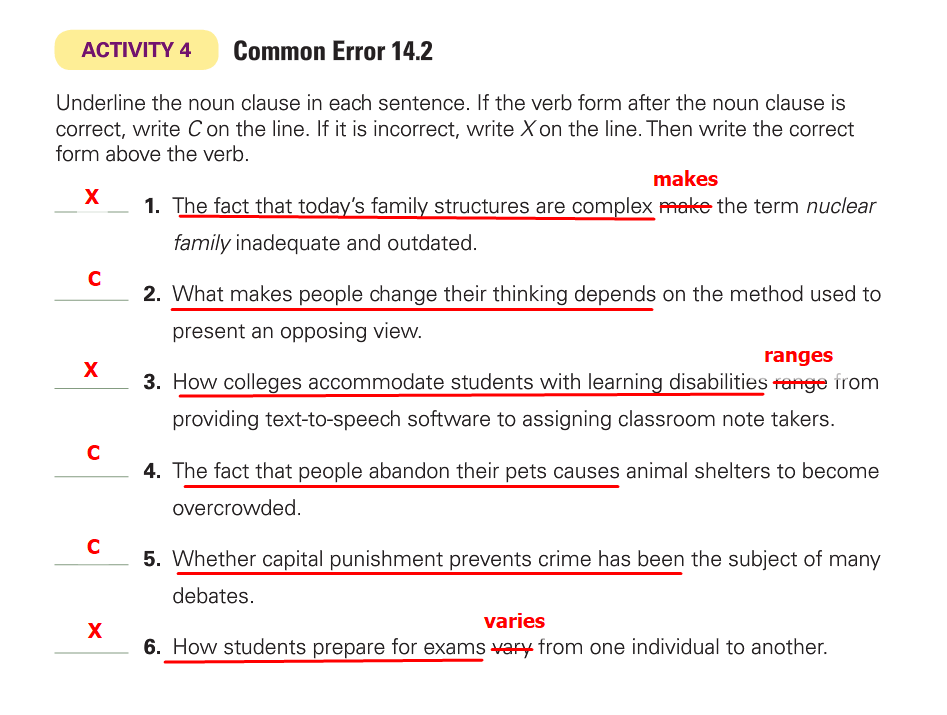 ACTIVITY 4 Common Error 14.2
Underline the noun clause in each sentence. If the verb form after the noun clause is
correct, write C on the line. If it is incorrect, write X on the line. Then write the correct
form above the verb.
makes
X 1. The fact that today's family structures are complex make the term nuclear
family inadequate and outdated.
C 2. What makes people change their thinking depends on the method used to
present an opposing view.
ranges
X 3. How colleges accommodate students with learning disabilities range from
providing text-to-speech software to assigning classroom note takers.
C 4. The fact that people abandon their pets causes animal shelters to become
overcrowded.
C 5. Whether capital punishment prevents crime has been the subject of many
debates.
varies
X 6. How students prepare for exams vary from one individual to another.